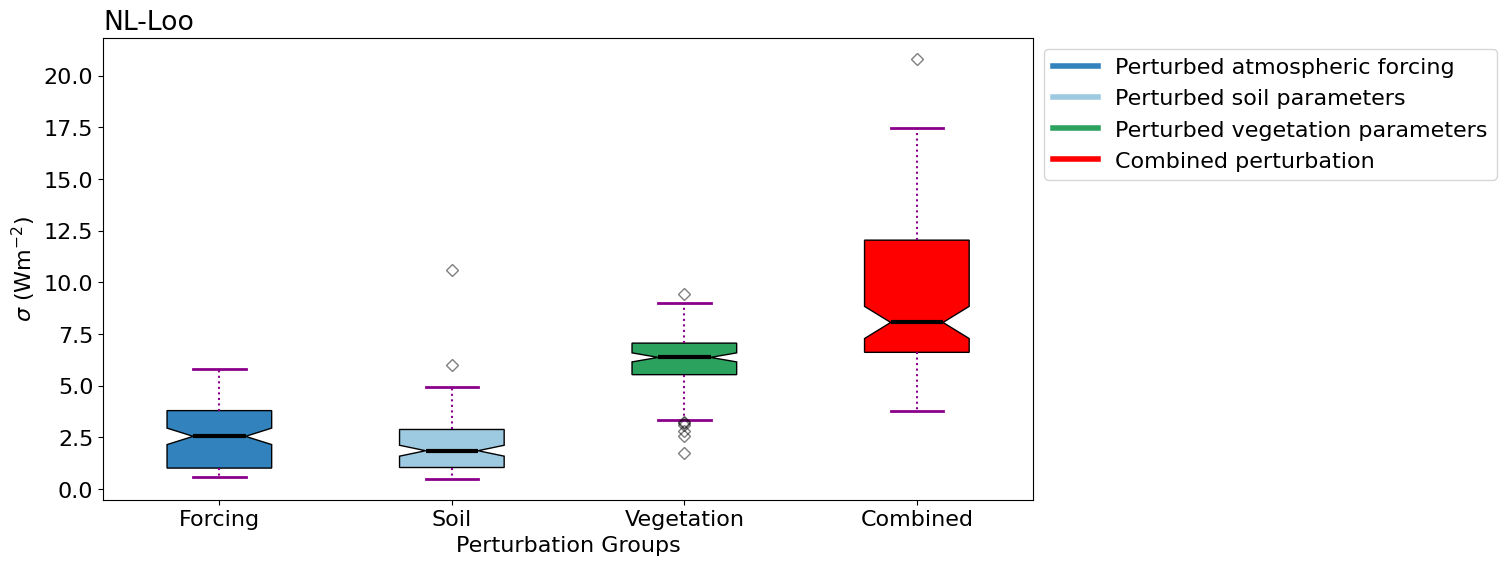 NL-Loo
20.0
17.5
15.0
12.5
10.0
7.5
5.0
2.5
0.0
σ (Wm⁻²)
Forcing Soil Vegetation Combined
Perturbation Groups
Perturbed atmospheric forcing
Perturbed soil parameters
Perturbed vegetation parameters
Combined perturbation